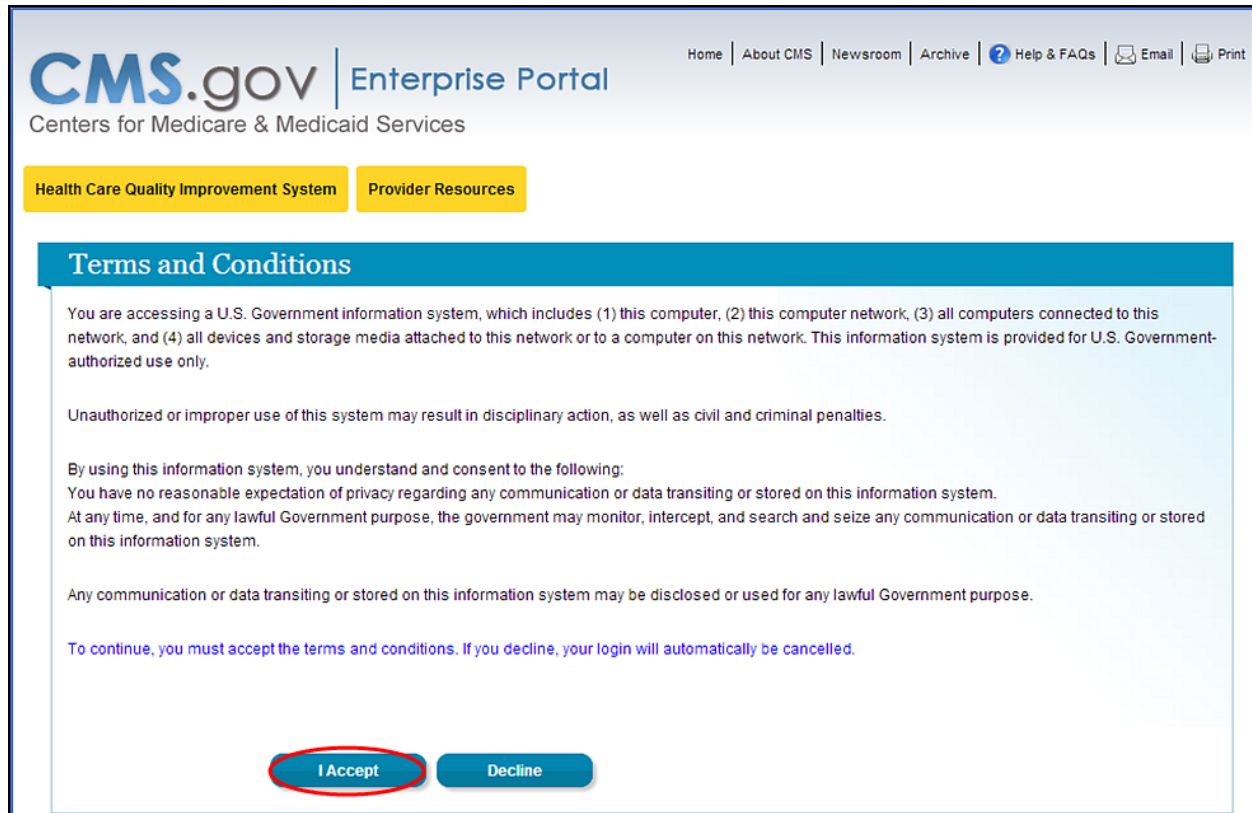 Home | About CMS | Newsroom | Archive | ? Help & FAQs | Email | Print
CMS.gov | Enterprise Portal
Centers for Medicare & Medicaid Services
Health Care Quality Improvement System
Provider Resources
Terms and Conditions
You are accessing a U.S. Government information system, which includes (1) this computer, (2) this computer network, (3) all computers connected to this
network, and (4) all devices and storage media attached to this network or to a computer on this network. This information system is provided for U.S. Government-
authorized use only.
Unauthorized or improper use of this system may result in disciplinary action, as well as civil and criminal penalties.
By using this information system, you understand and consent to the following:
You have no reasonable expectation of privacy regarding any communication or data transiting or stored on this information system.
At any time, and for any lawful Government purpose, the government may monitor, intercept, and search and seize any communication or data transiting or stored
on this information system.
Any communication or data transiting or stored on this information system may be disclosed or used for any lawful Government purpose.
To continue, you must accept the terms and conditions. If you decline, your login will automatically be cancelled.
I Accept
Decline